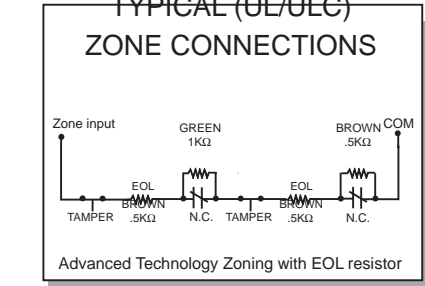 TYPICAL (UL/ULC)
ZONE CONNECTIONS
Zone input
GREEN
1KΩ
BROWN
.5KΩ
COM
TAMPER
EOL
BROWN
.5KΩ
N.C.
TAMPER
EOL
BROWN
.5KΩ
N.C.
Advanced Technology Zoning with EOL resistor